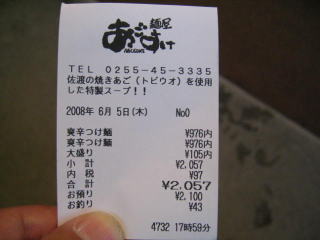 麺屋
あごすけ
AGOSUKE
TEL 0255-45-3335
佐渡の焼きあご(トビウオ)を使用
した特製スープ!!
2008年 6月 5日(木) No0
爽辛つけ麺 ¥976内
爽辛つけ麺 ¥976内
大盛り ¥105内
小 計 ¥2,057
内 税 ¥97
合 計 ¥2,057
お預り ¥2,100
お釣り ¥43
4732 17時59分